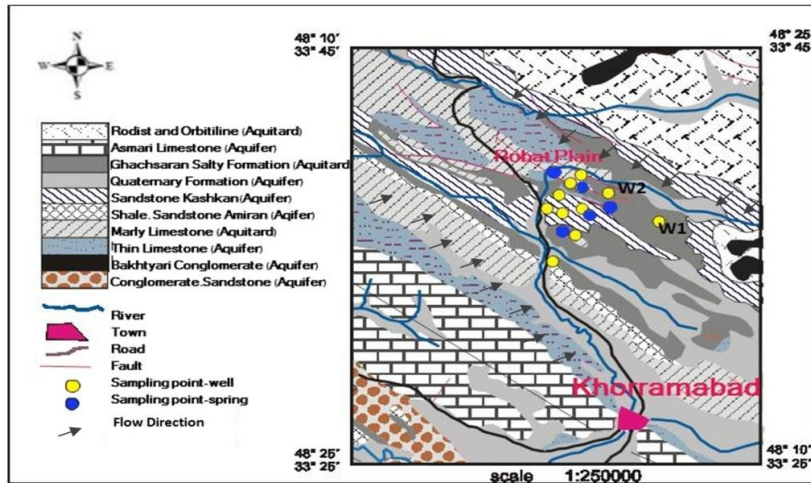 N
W E
S
48° 10'
33° 45'
48° 25'
33° 45'
Rodist and Orbitiline (Aquitard)
Asmari Limestone (Aquifer)
Ghachsaran Salty Formation (Aquitard)
Quaternary Formation (Aquifer)
Sandstone Kashkan (Aquifer)
Shale. Sandstone Amiran (Aqifer)
Marly Limestone (Aquitard)
Thin Limestone (Aquifer)
Bakhtyari Conglomerate (Aquifer)
Conglomerate. Sandstone (Aquifer)
River
Town
Road
Fault
Sampling point-well
Sampling point-spring
Flow Direction
Robat Plain
W2
W1
Khorramabad
48° 25'
33° 25'
48° 10'
33° 25'
scale 1:250000